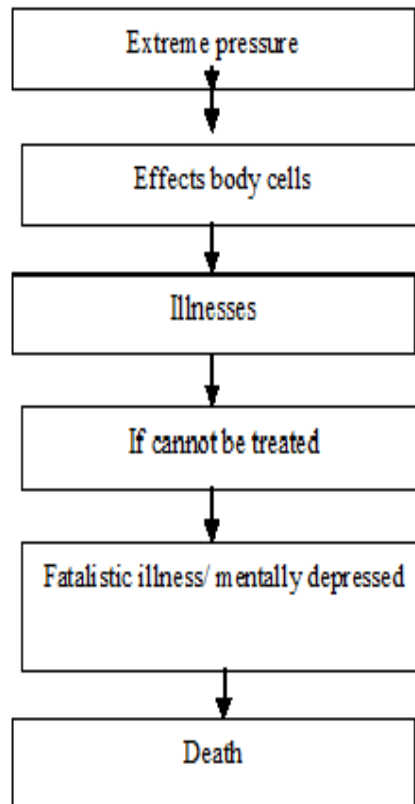 Extreme pressure
Effects body cells
Illnesses
If cannot be treated
Fatalistic illness/ mentally depressed
Death